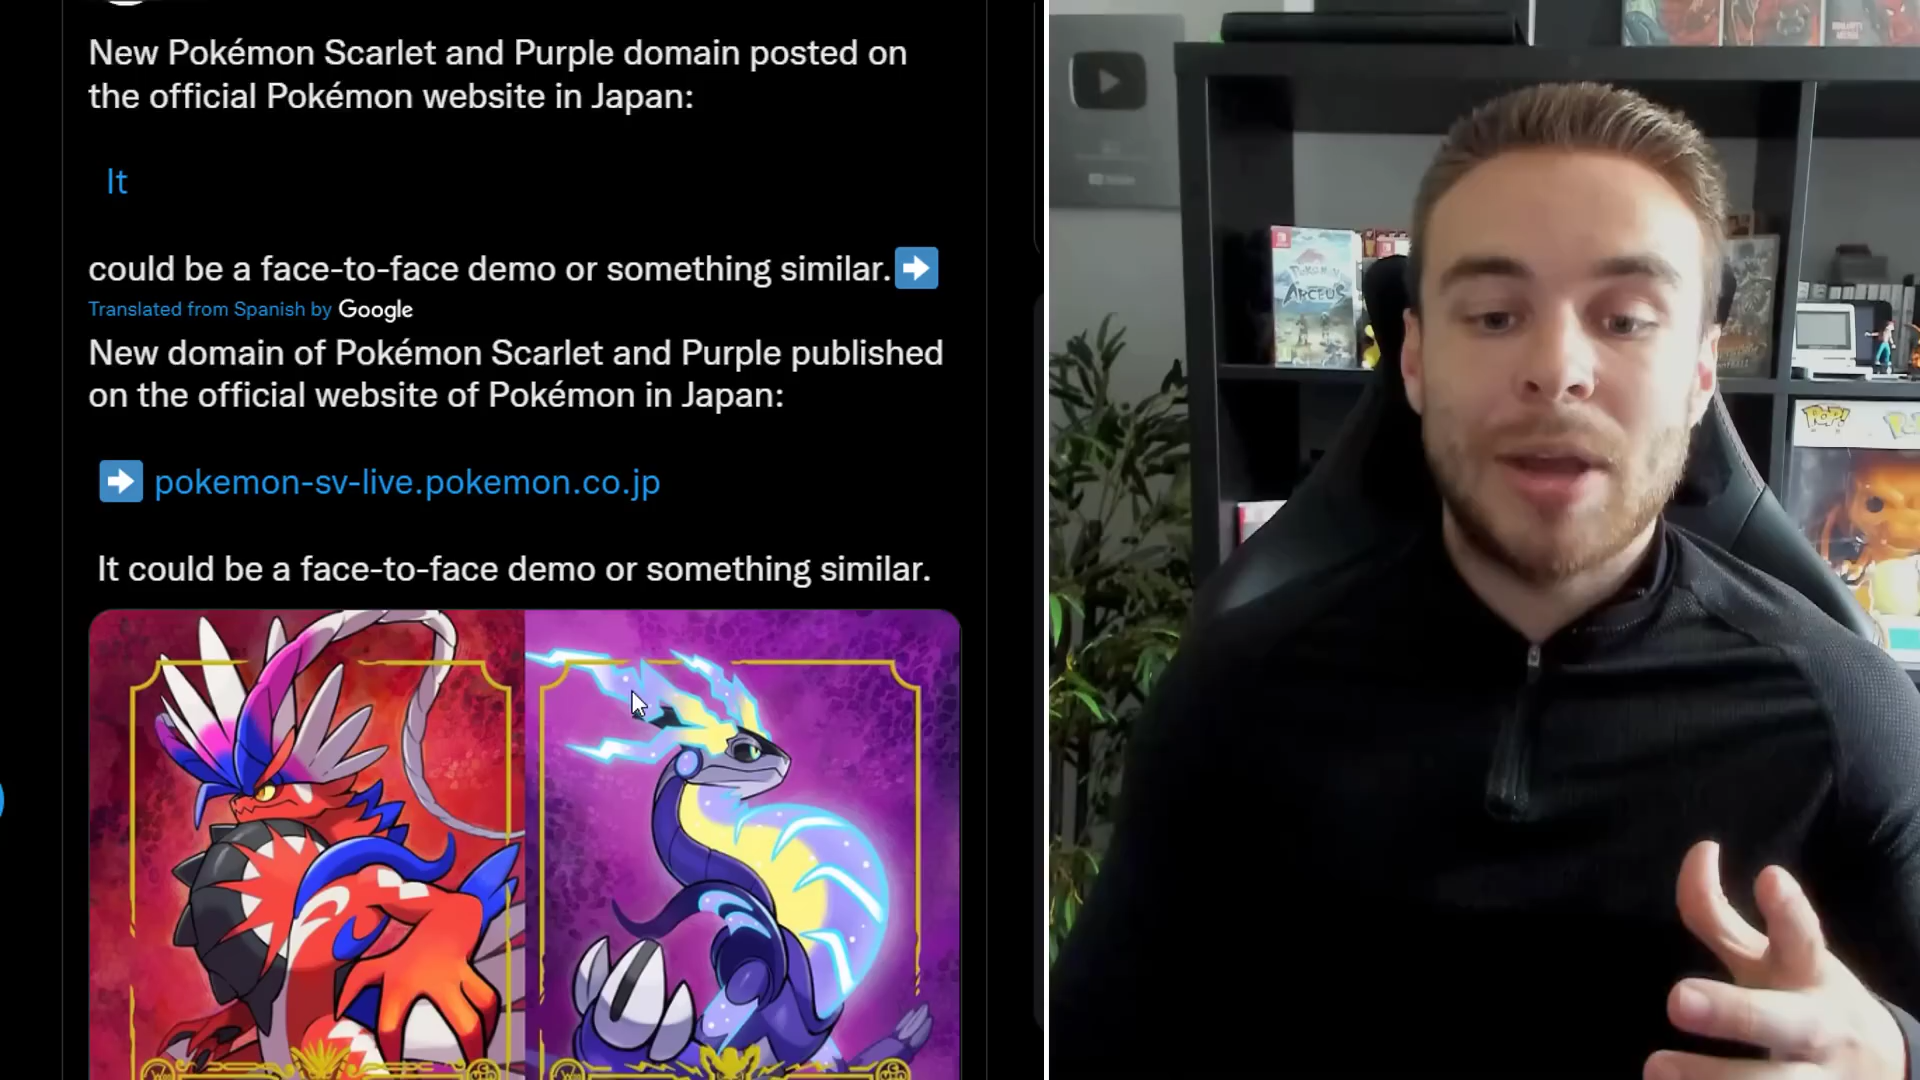 New Pokémon Scarlet and Purple domain posted on
the official Pokémon website in Japan:
It
could be a face-to-face demo or something similar.➡
Translated from Spanish by Google
New domain of Pokémon Scarlet and Purple published
on the official website of Pokémon in Japan:
➡ pokemon-sv-live.pokemon.co.jp
It could be a face-to-face demo or something similar.
POKÉMON
ARCEUS
POP!